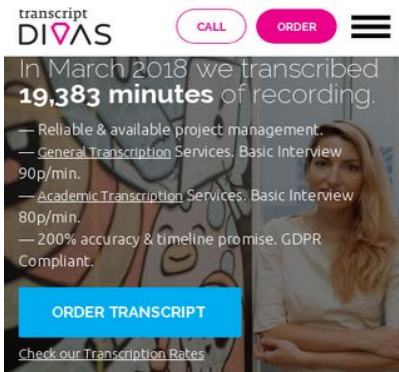 transcript
DIVAS
CALL
ORDER
In March 2018 we transcribed
19,383 minutes of recording.
— Reliable & available project management.
— General Transcription Services. Basic Interview
90p/min.
— Academic Transcription Services. Basic Interview
80p/min.
— 200% accuracy & timeline promise. GDPR
Compliant.
ORDER TRANSCRIPT
Check our Transcription Rates